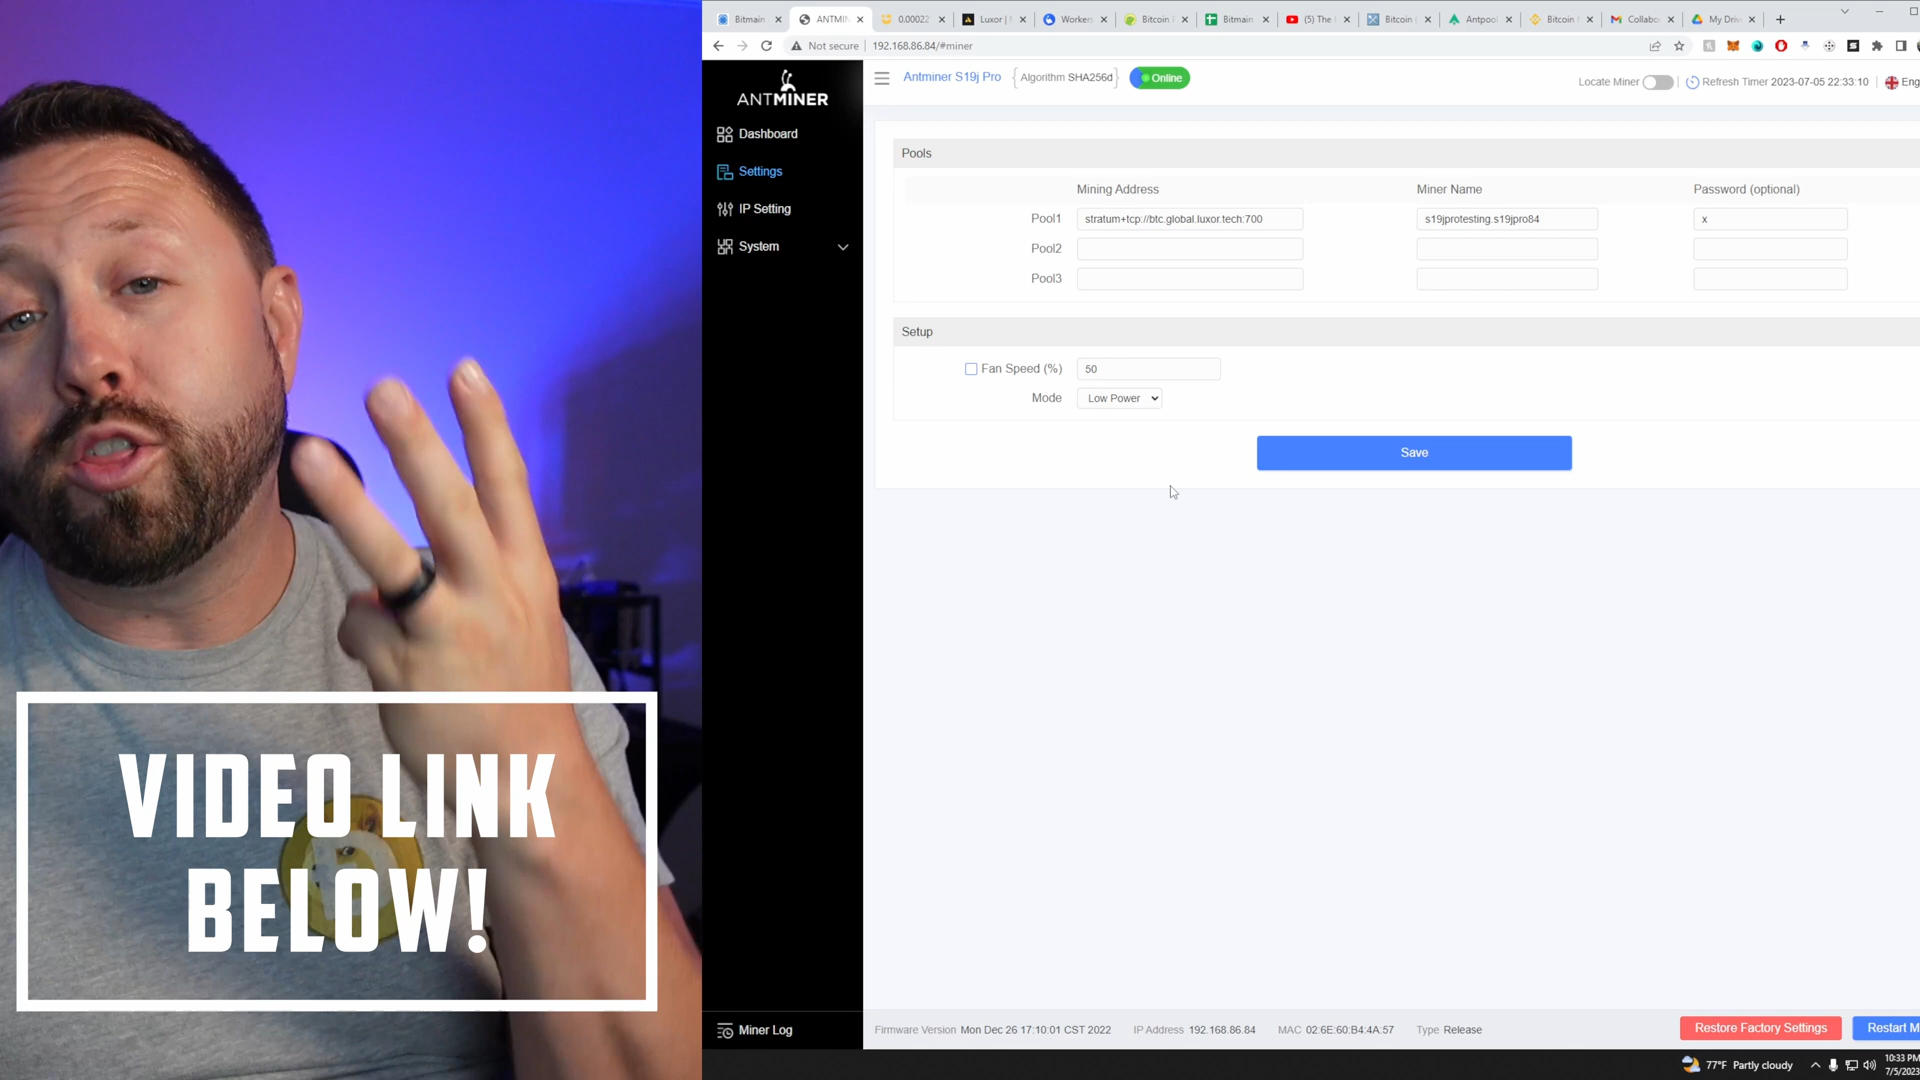 Bitmain
ANTMIN
0.00022
Luxor |
Workers
Bitcoin
Bitmain
(5) The
Bitcoin
Antpool
Bitcoin
Collabo
My Driv
Not secure
192.168.86.84/#miner
ANTMINER
Dashboard
Settings
IP Setting
System
Antminer S19j Pro
Algorithm SHA256d
Online
Locate Miner
Refresh Timer 2023-07-05 22:33:10
Eng
Pools
Mining Address
Miner Name
Password (optional)
Pool1
stratum+tcp://btc.global.luxor.tech:700
s19jprotesting.s19jpro84
x
Pool2
Pool3
Setup
Fan Speed (%)
50
Mode
Low Power
Save
VIDEO LINK
BELOW!
Miner Log
Firmware Version Mon Dec 26 17:10:01 CST 2022
IP Address 192.168.86.84
MAC 02:6E:60:B4:4A:57
Type Release
Restore Factory Settings
Restart M
77°F Partly cloudy
10:33 PM
7/5/2023